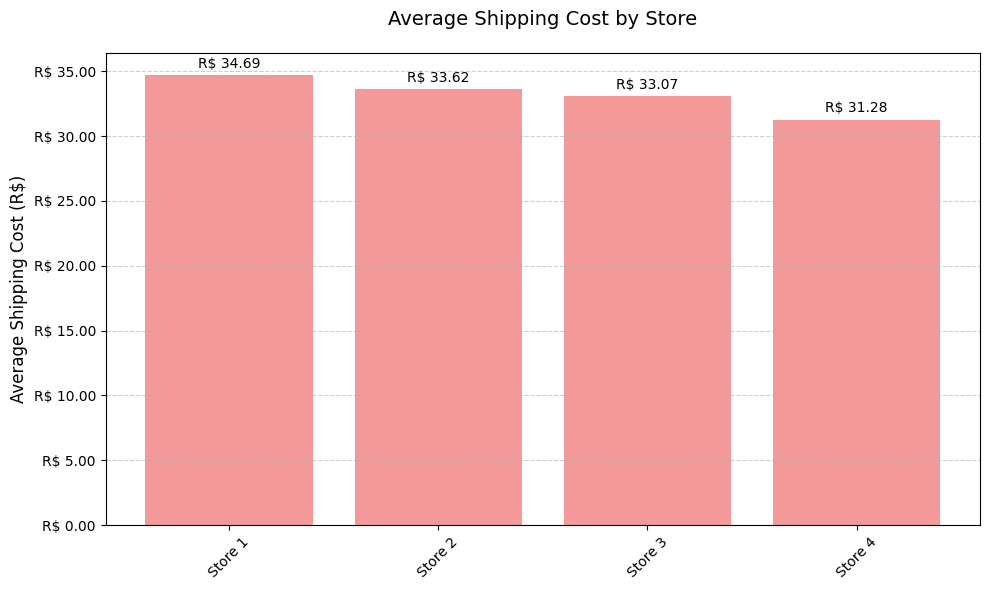 Average Shipping Cost by Store
Average Shipping Cost (R$)
R$ 35.00
R$ 30.00
R$ 25.00
R$ 20.00
R$ 15.00
R$ 10.00
R$ 5.00
R$ 0.00
R$ 34.69
R$ 33.62
R$ 33.07
R$ 31.28
Store 1
Store 2
Store 3
Store 4